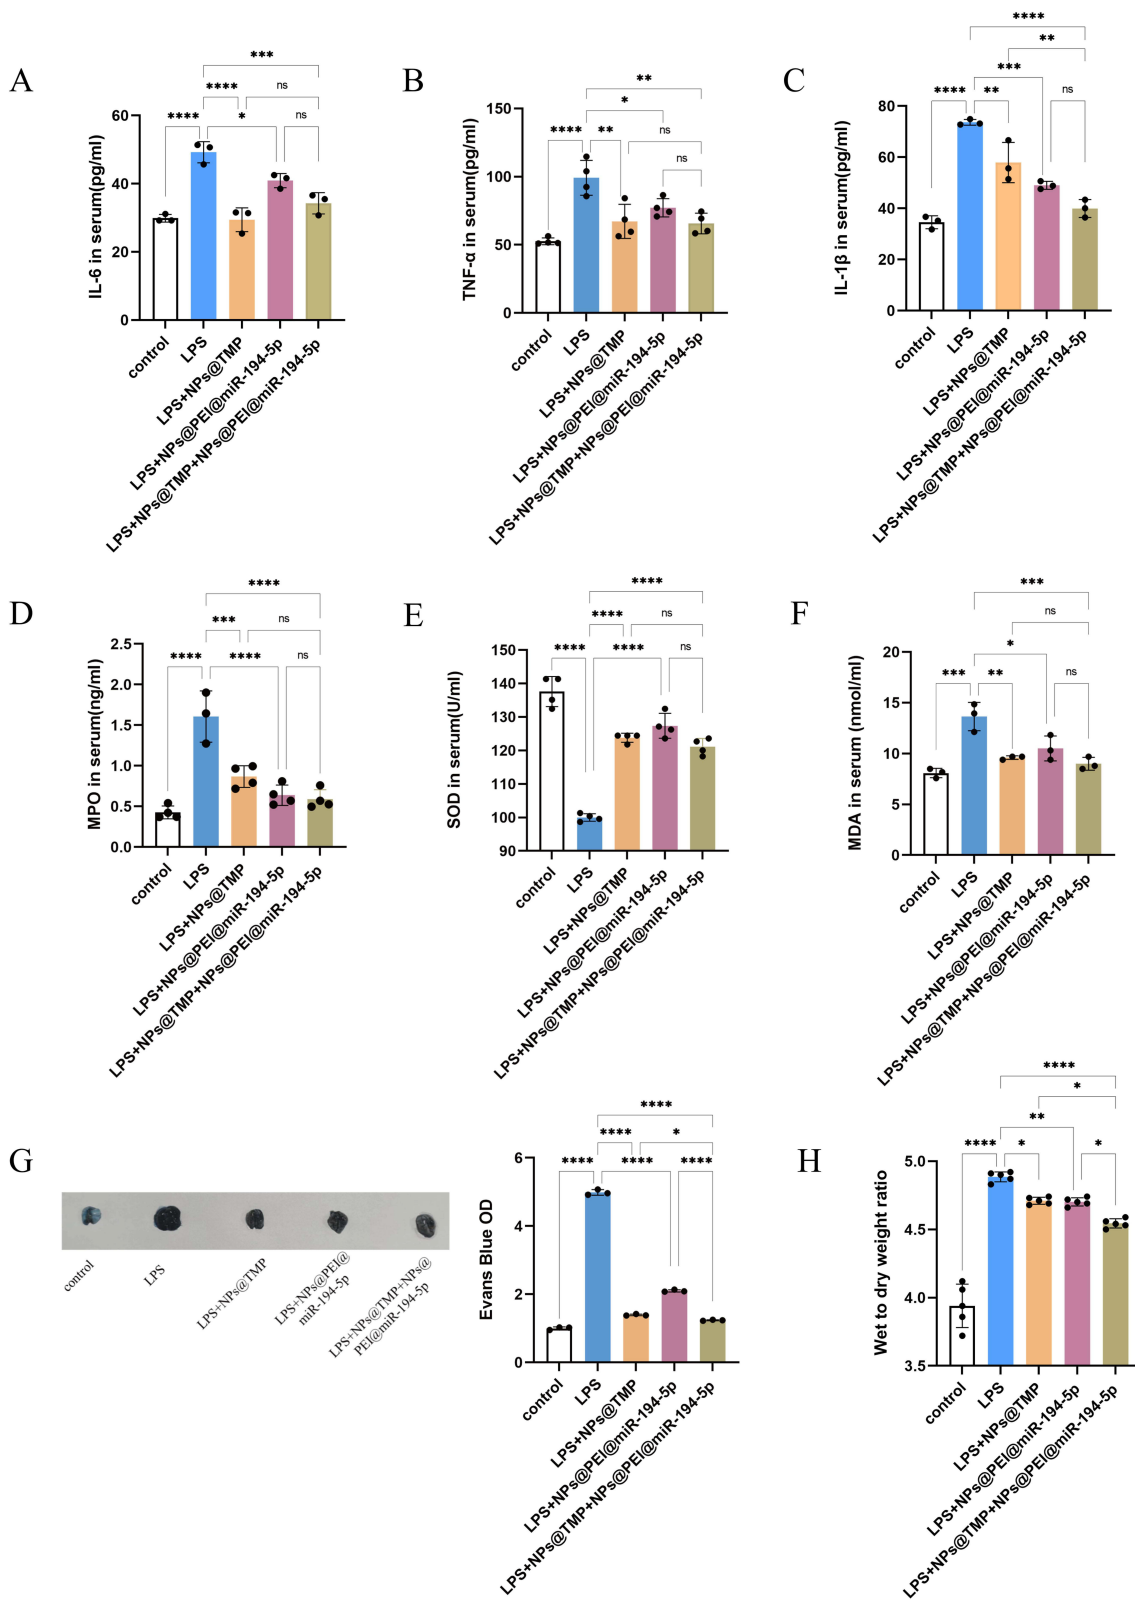 A
IL-6 in serum(pg/ml)
60
40
20
0
***
****
ns
****
*
ns
control
LPS
LPS+NPs@TMP
LPS+NPs@PEI@miR-194-5p
LPS+NPs@TMP+NPs@PEI@miR-194-5p
B
TNF-α in serum(pg/ml)
150
100
50
0
**
*
****
**
ns
ns
control
LPS
LPS+NPs@TMP
LPS+NPs@PEI@miR-194-5p
LPS+NPs@TMP+NPs@PEI@miR-194-5p
C
IL-1β in serum(pg/ml)
80
60
40
20
0
****
**
***
****
**
ns
control
LPS
LPS+NPs@TMP
LPS+NPs@PEI@miR-194-5p
LPS+NPs@TMP+NPs@PEI@miR-194-5p
D
MPO in serum(ng/ml)
2.5
2.0
1.5
1.0
0.5
0.0
****
***
ns
****
****
ns
control
LPS
LPS+NPs@TMP
LPS+NPs@PEI@miR-194-5p
LPS+NPs@TMP+NPs@PEI@miR-194-5p
E
SOD in serum(U/ml)
150
140
130
120
110
100
90
****
****
ns
****
****
ns
control
LPS
LPS+NPs@TMP
LPS+NPs@PEI@miR-194-5p
LPS+NPs@TMP+NPs@PEI@miR-194-5p
F
MDA in serum (nmol/ml)
20
15
10
5
0
***
ns
*
***
**
ns
control
LPS
LPS+NPs@TMP
LPS+NPs@PEI@miR-194-5p
LPS+NPs@TMP+NPs@PEI@miR-194-5p
G
control
LPS
LPS+NPs@TMP
LPS+NPs@PEI@
miR-194-5p
LPS+NPs@TMP+NPs@
PEI@miR-194-5p
Evans Blue OD
6
4
2
0
****
****
*
****
****
****
control
LPS
LPS+NPs@TMP
LPS+NPs@PEI@miR-194-5p
LPS+NPs@TMP+NPs@PEI@miR-194-5p
H
Wet to dry weight ratio
5.0
4.5
4.0
3.5
****
*
**
****
*
*
control
LPS
LPS+NPs@TMP
LPS+NPs@PEI@miR-194-5p
LPS+NPs@TMP+NPs@PEI@miR-194-5p